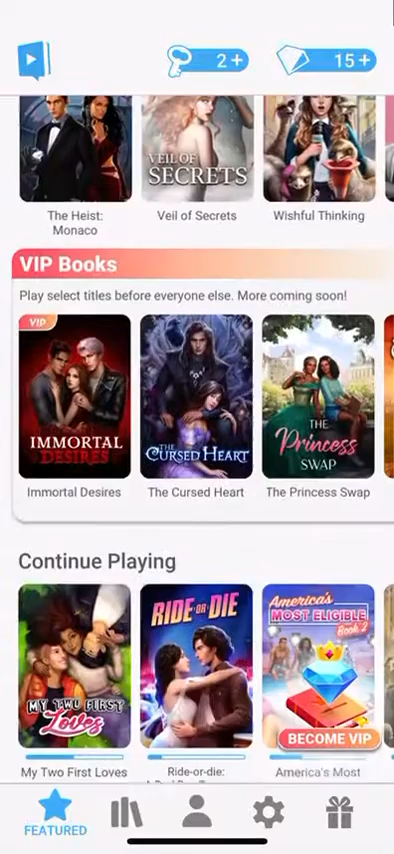 2 +
15 +
VEIL OF
SECRETS
The Heist:
Monaco
Veil of Secrets
Wishful Thinking
VIP Books
Play select titles before everyone else. More coming soon!
VIP
IMMORTAL
DESIRES
THE
CURSED HEART
THE
Princess
SWAP
Immortal Desires
The Cursed Heart
The Princess Swap
Continue Playing
MY TWO FIRST
Loves
RIDE-OR-DIE
America's
MOST ELIGIBLE
Book 2
BECOME VIP
My Two First Loves
Ride-or-die:
America's Most
FEATURED